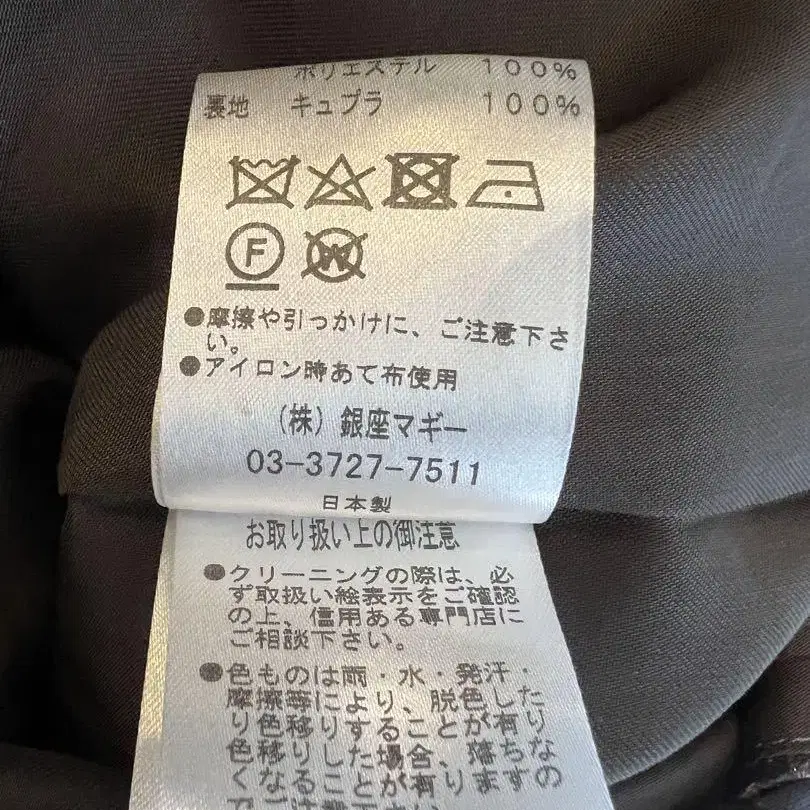 ポリエステル 100%
裏地 キュプラ 100%
F
W
●摩擦や引っかけに、ご注意下さ
い。
●アイロン時あて布使用
(株) 銀座マギー
03-3727-7511
日本製
お取り扱い上の御注意
●クリーニングの際は、必
ず取扱い絵表示をご確認
の上、信用ある専門店に
ご相談下さい。
●色ものは雨・水・発汗・
摩擦等により、脱色した
り色移りすることが有り
色移りした場合、落ちな
くなることが有りますの